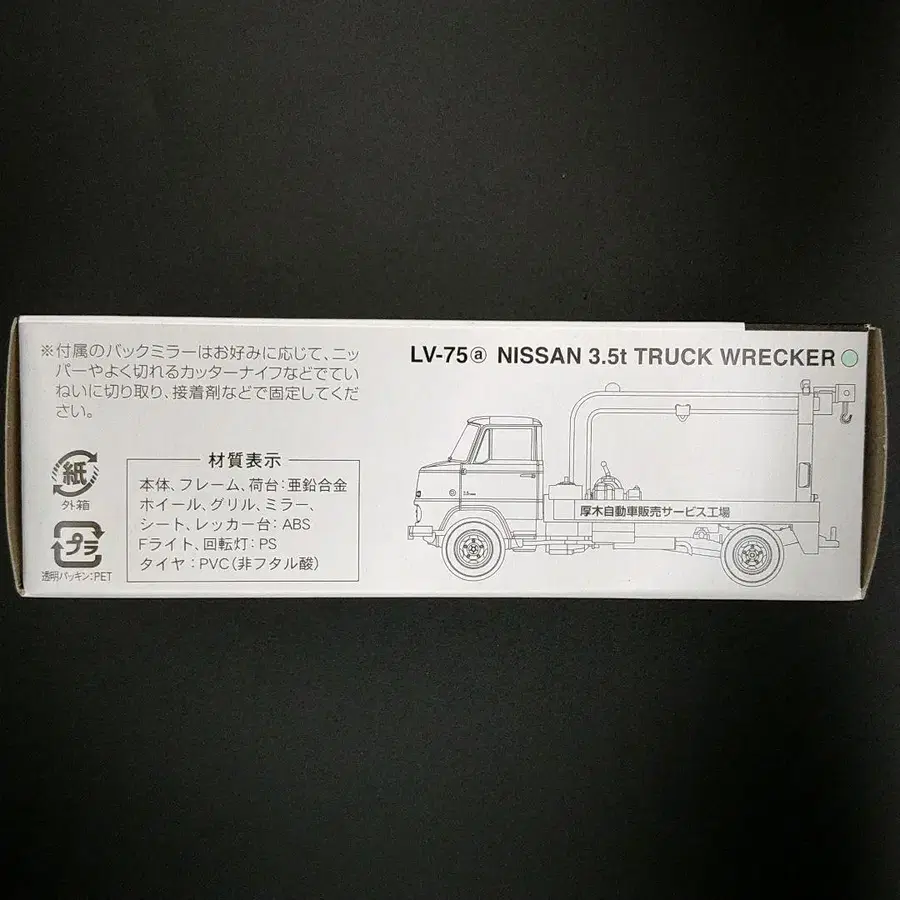 ※付属のバックミラーはお好みに応じて、ニッ
パーやよく切れるカッターナイフなどでてい
ねいに切り取り、接着剤などで固定してくだ
さい。
LV-75ⓐ NISSAN 3.5t TRUCK WRECKER
紙
外箱
プラ
透明パッキン:PET
材質表示
本体、フレーム、荷台:亜鉛合金
ホイール、グリル、ミラー、
シート、レッカー台:ABS
Fライト、回転灯:PS
タイヤ:PVC(非フタル酸)
厚木自動車販売サービス工場